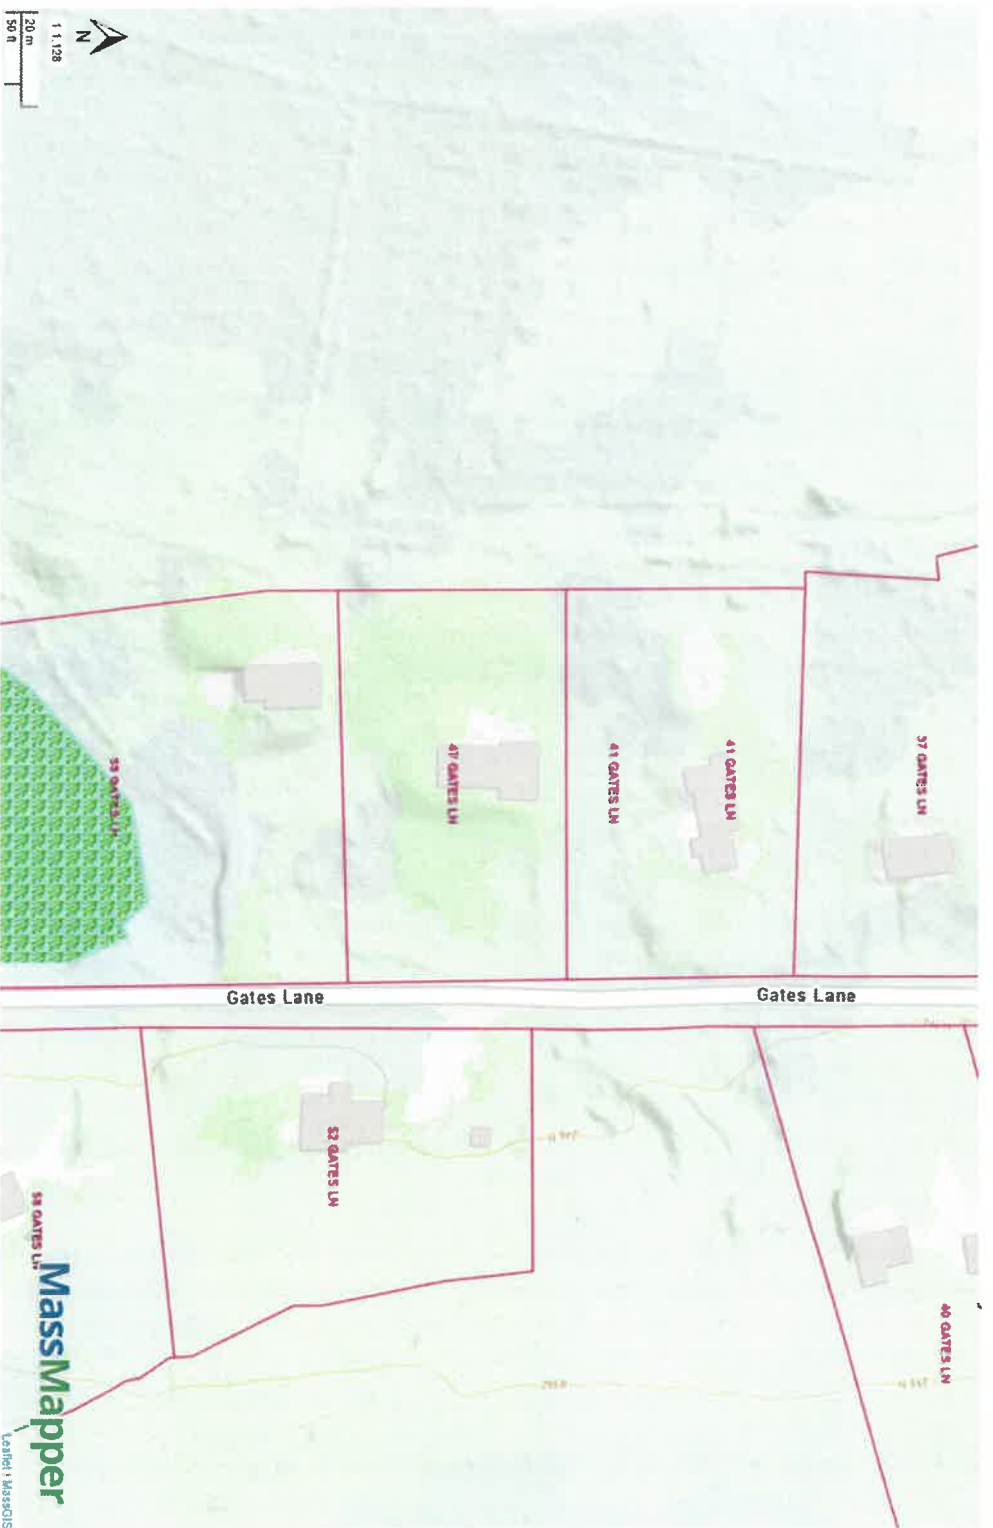 37 GATES LN
41 GATES LN
41 GATES LN
47 GATES LN
53 GATES LN
Gates Lane
Gates Lane
40 GATES LN
52 GATES LN
58 GATES LN
N
1:1,128
20 m
50 ft
MassMapper
Leaflet | MassGIS